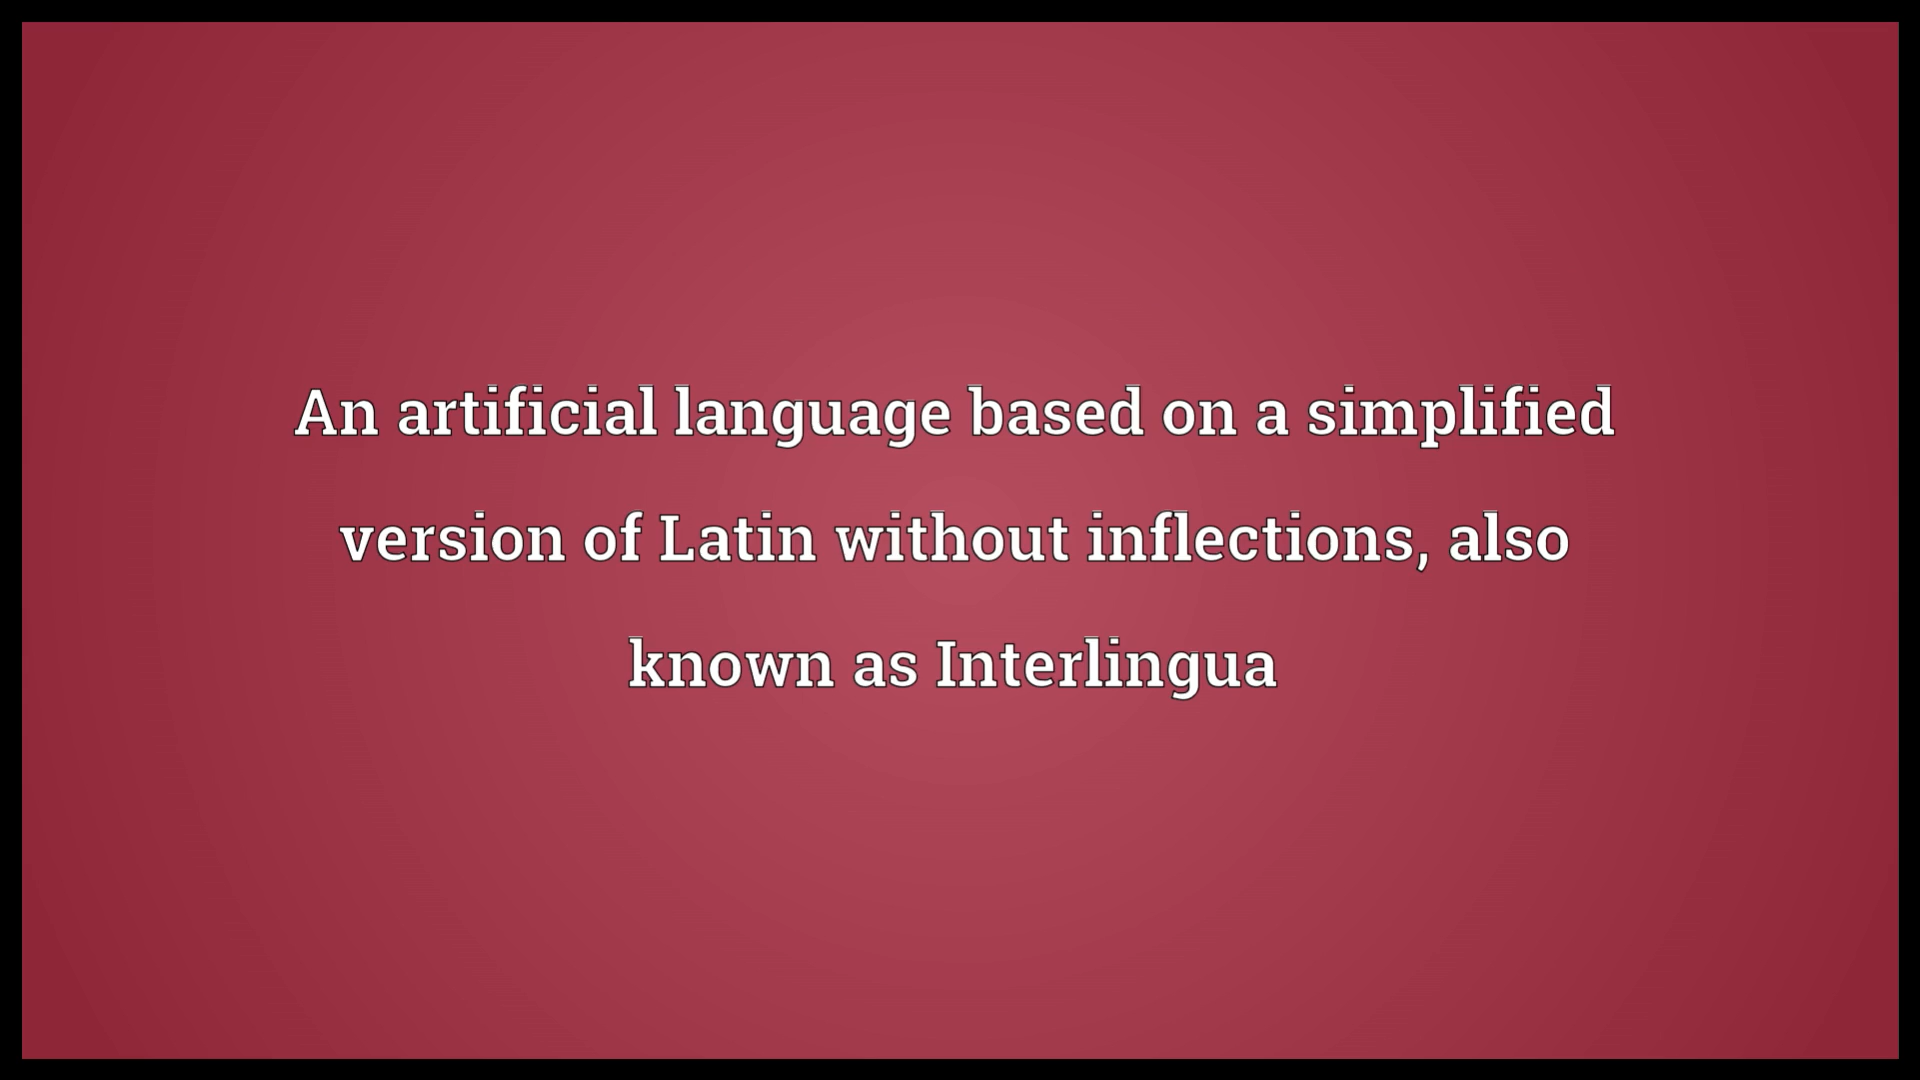 An artificial language based on a simplified
version of Latin without inflections, also
known as Interlingua